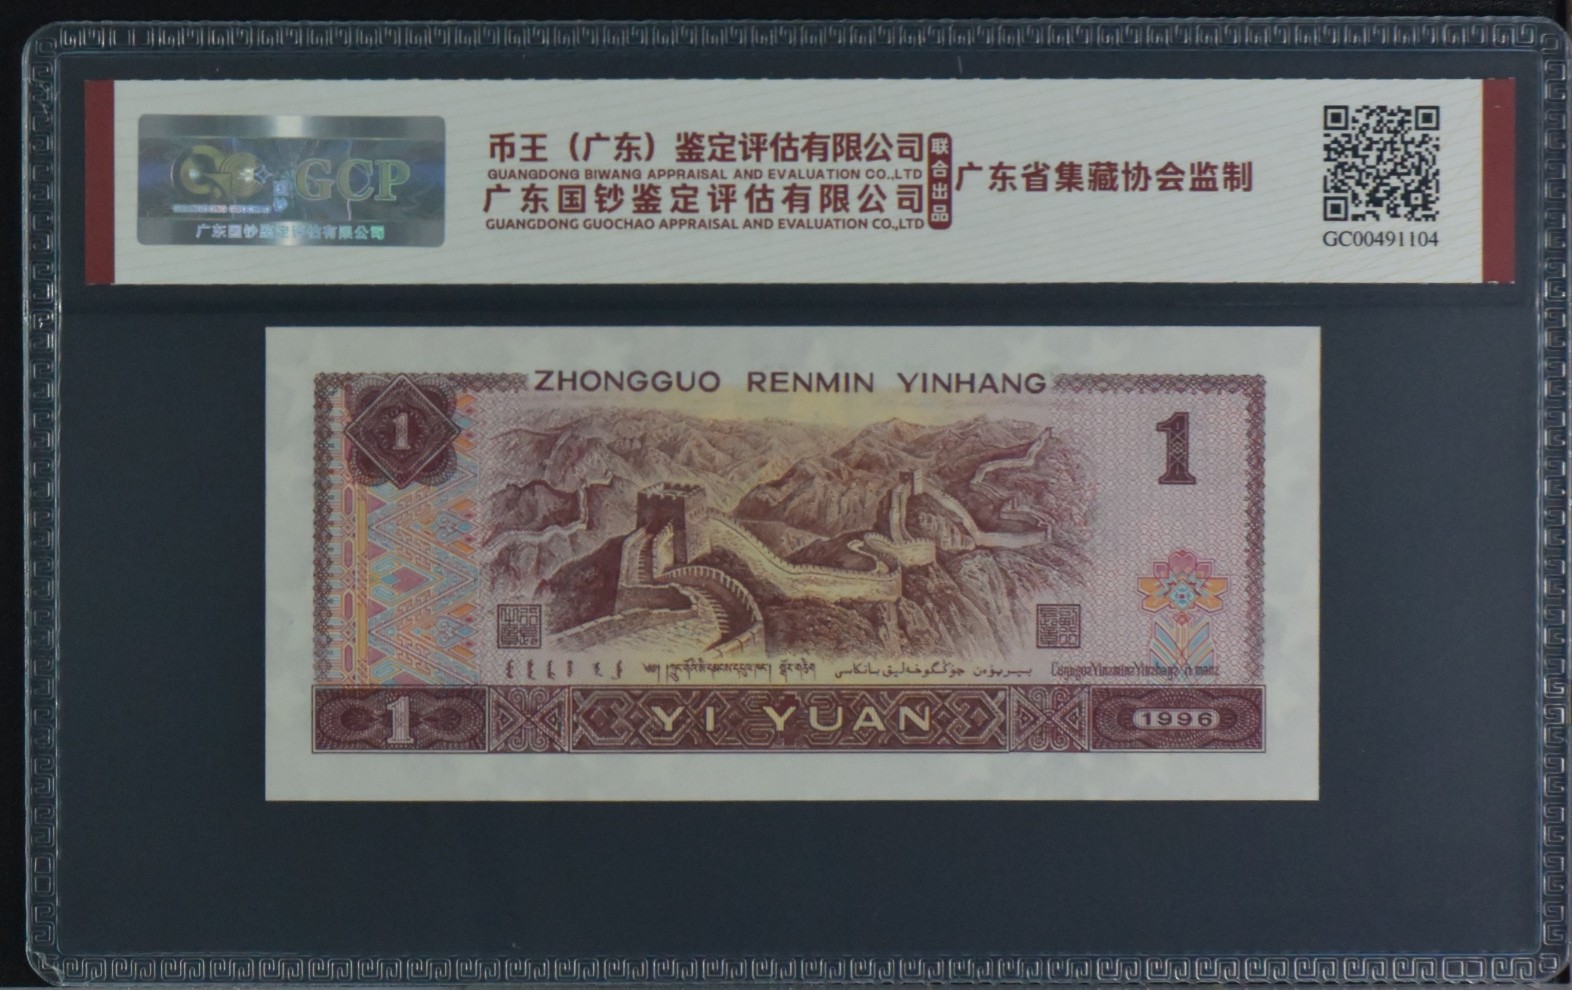 GCP
广东国钞鉴定评估有限公司
币王（广东）鉴定评估有限公司
GUANGDONG BIWANG APPRAISAL AND EVALUATION CO.,LTD
广东国钞鉴定评估有限公司
GUANGDONG GUOCHAO APPRAISAL AND EVALUATION CO.,LTD
联合出品
广东省集藏协会监制
GC00491104
ZHONGGUO RENMIN YINHANG
1
1
1
YI YUAN
1996